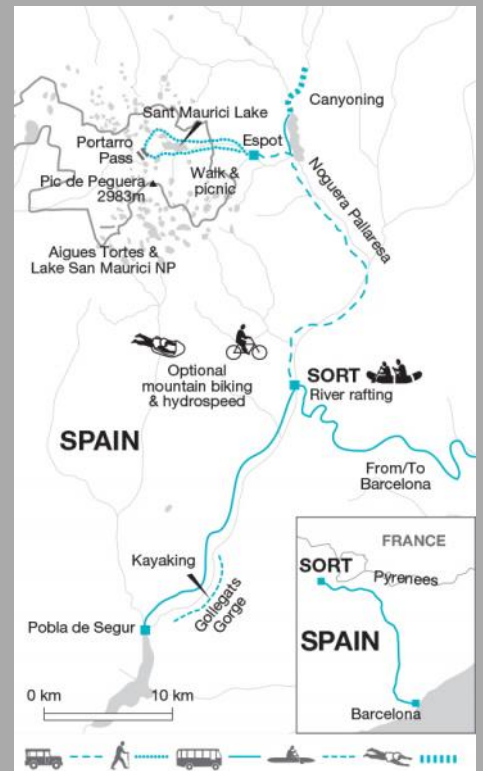 Sant Maurici Lake
Canyoning
Portarro
Pass
Espot
Walk &
picnic
Pic de Peguera
2983m
Noguera Pallaresa
Aigues Tortes &
Lake San Maurici NP
Optional
mountain biking
& hydrospeed
SORT
River rafting
SPAIN
From/To
Barcelona
Kayaking
Gollegats
Gorge
Pobla de Segur
0 km 10 km
FRANCE
SORT
Pyrenees
SPAIN
Barcelona